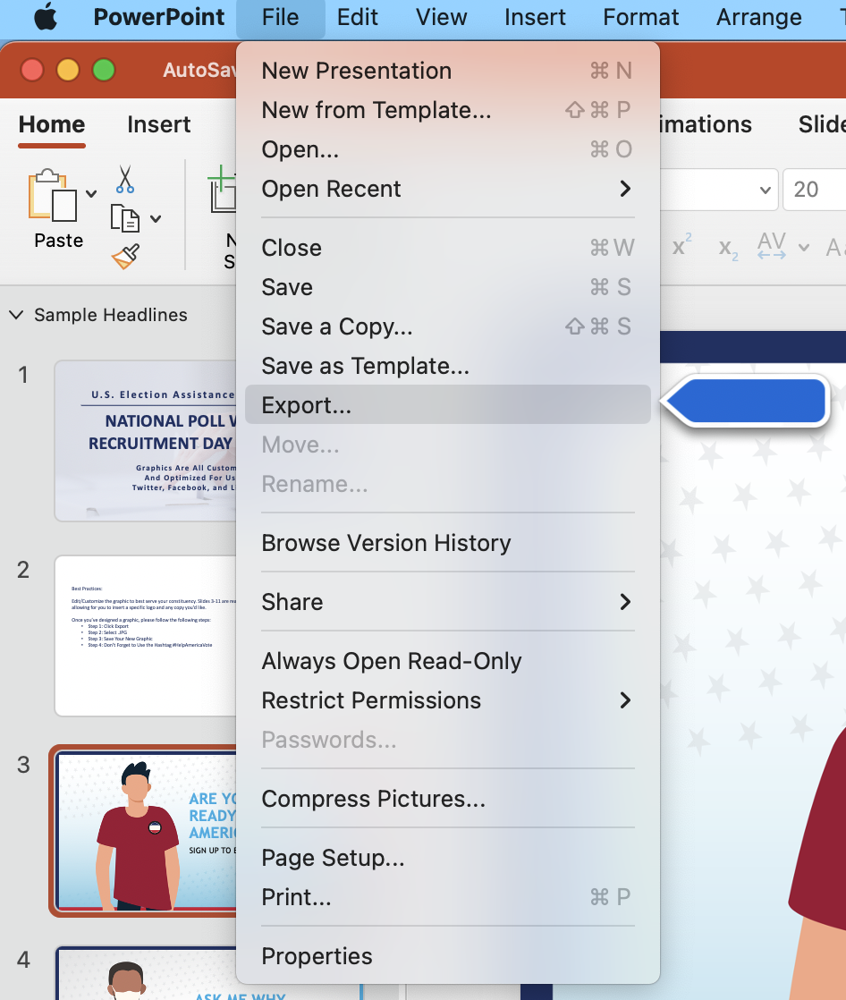 PowerPoint File Edit View Insert Format Arrange
AutoSav
Home Insert
imations Slide
Paste
N
S
20
x2 x2 AV Aa
New Presentation ⌘ N
New from Template... ⇧ ⌘ P
Open... ⌘ O
Open Recent
Close ⌘ W
Save ⌘ S
Save a Copy... ⇧ ⌘ S
Save as Template...
Export...
Move...
Rename...
Browse Version History
Share
Always Open Read-Only
Restrict Permissions
Passwords...
Compress Pictures...
Page Setup...
Print... ⌘ P
Properties
Sample Headlines
1
U.S. Election Assistance
NATIONAL POLL W
RECRUITMENT DAY
Graphics Are All Custom
And Optimized For Us
Twitter, Facebook, and L
2
Best Practices:
Edit/Customize the graphic to best serve your constituency. Slides 3-11 are rea
allowing for you to insert a specific logo and any copy you'd like.
Once you've designed a graphic, please follow the following steps:
• Step 1: Click Export
• Step 2: Select .JPG
• Step 3: Save Your New Graphic
• Step 4: Don't Forget to Use the Hashtag #HelpAmericaVote
3
ARE YO
READY
AMERIC
SIGN UP TO B
4
ASK ME WHY